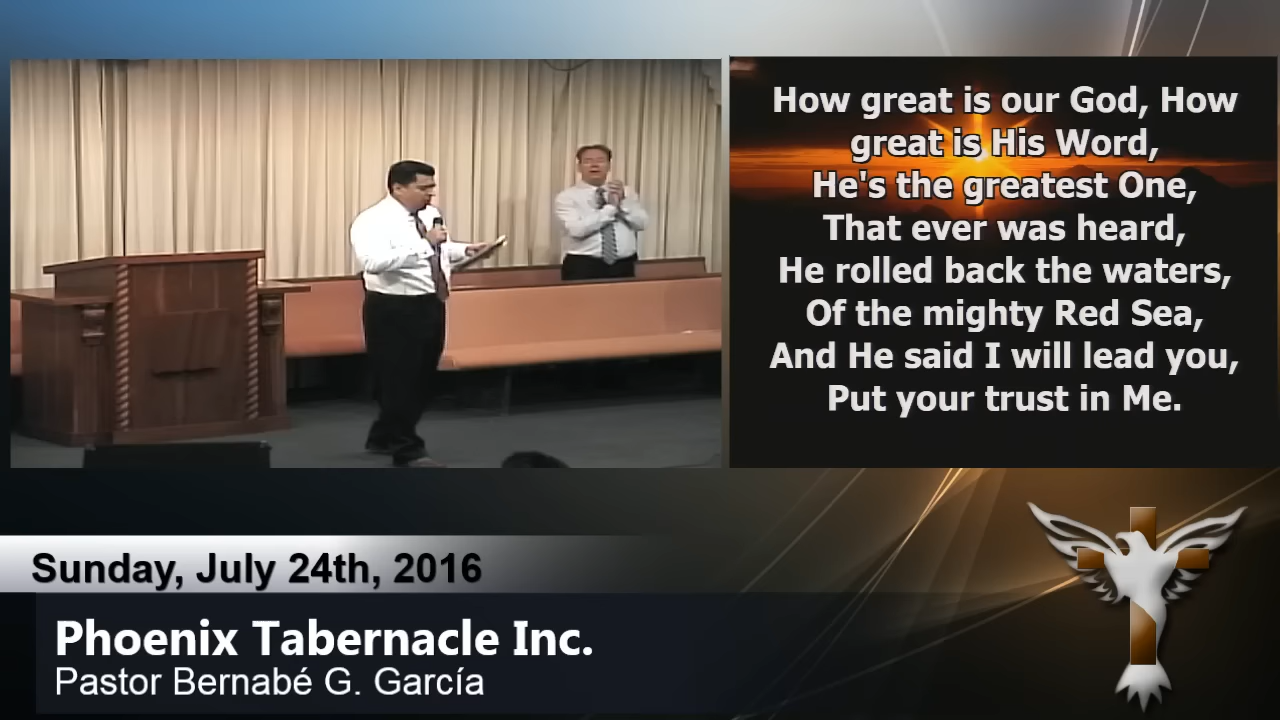 How great is our God, How
great is His Word,
He's the greatest One,
That ever was heard,
He rolled back the waters,
Of the mighty Red Sea,
And He said I will lead you,
Put your trust in Me.
Sunday, July 24th, 2016
Phoenix Tabernacle Inc.
Pastor Bernabé G. García